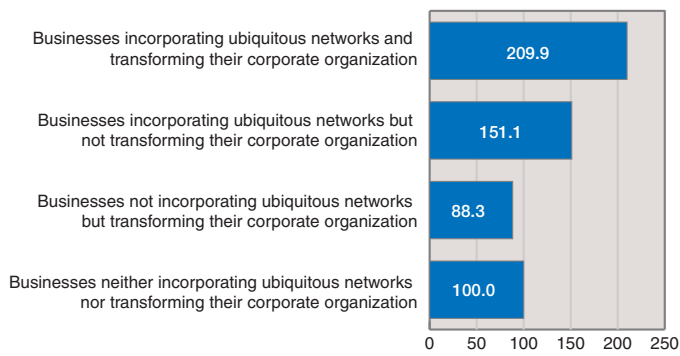 Businesses incorporating ubiquitous networks and
transforming their corporate organization
209.9
Businesses incorporating ubiquitous networks but
not transforming their corporate organization
151.1
Businesses not incorporating ubiquitous networks
but transforming their corporate organization
88.3
Businesses neither incorporating ubiquitous networks
nor transforming their corporate organization
100.0
0 50 100 150 200 250